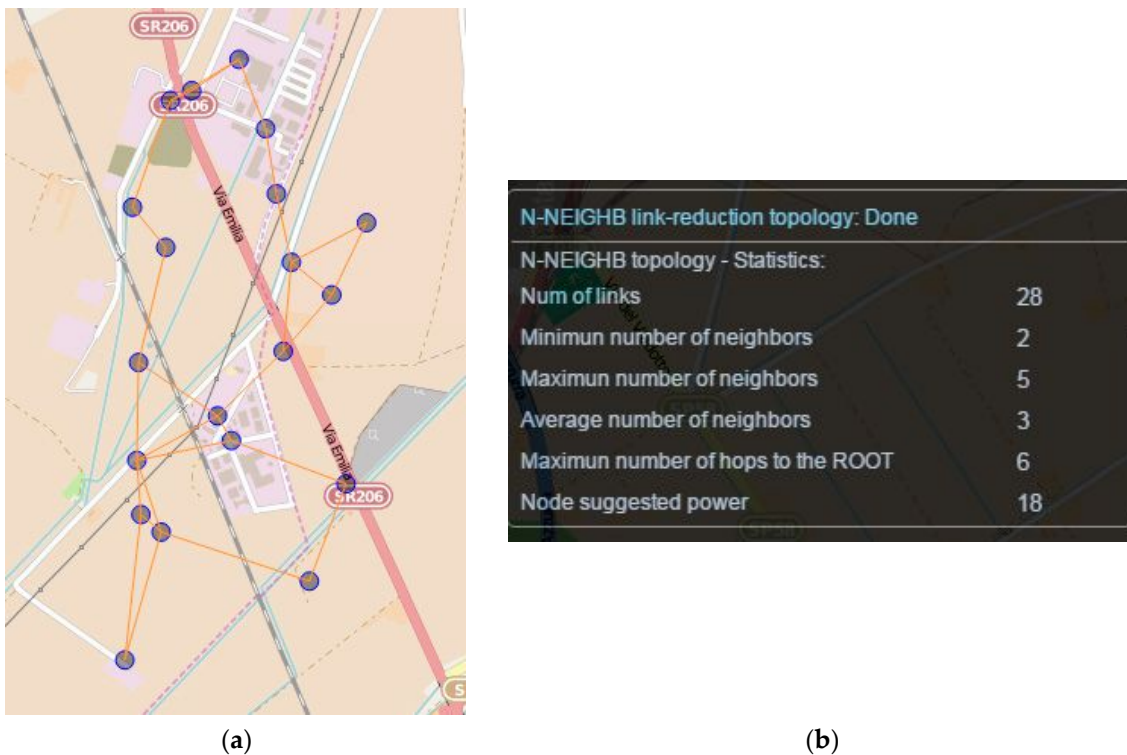 SR206
SR206
Via Emilia
Via Emilia
SR206
S
(a)
N-NEIGHB link-reduction topology: Done
N-NEIGHB topology - Statistics:
Num of links 28
Minimun number of neighbors 2
Maximun number of neighbors 5
Average number of neighbors 3
Maximun number of hops to the ROOT 6
Node suggested power 18
(b)